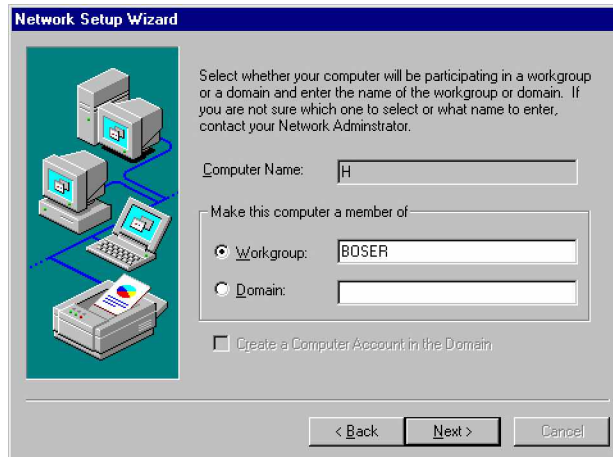 Network Setup Wizard
Select whether your computer will be participating in a workgroup
or a domain and enter the name of the workgroup or domain. If
you are not sure which one to select or what name to enter,
contact your Network Adminstrator.
Computer Name: H
Make this computer a member of
Workgroup: BOSER
Domain:
Create a Computer Account in the Domain
< Back Next > Cancel